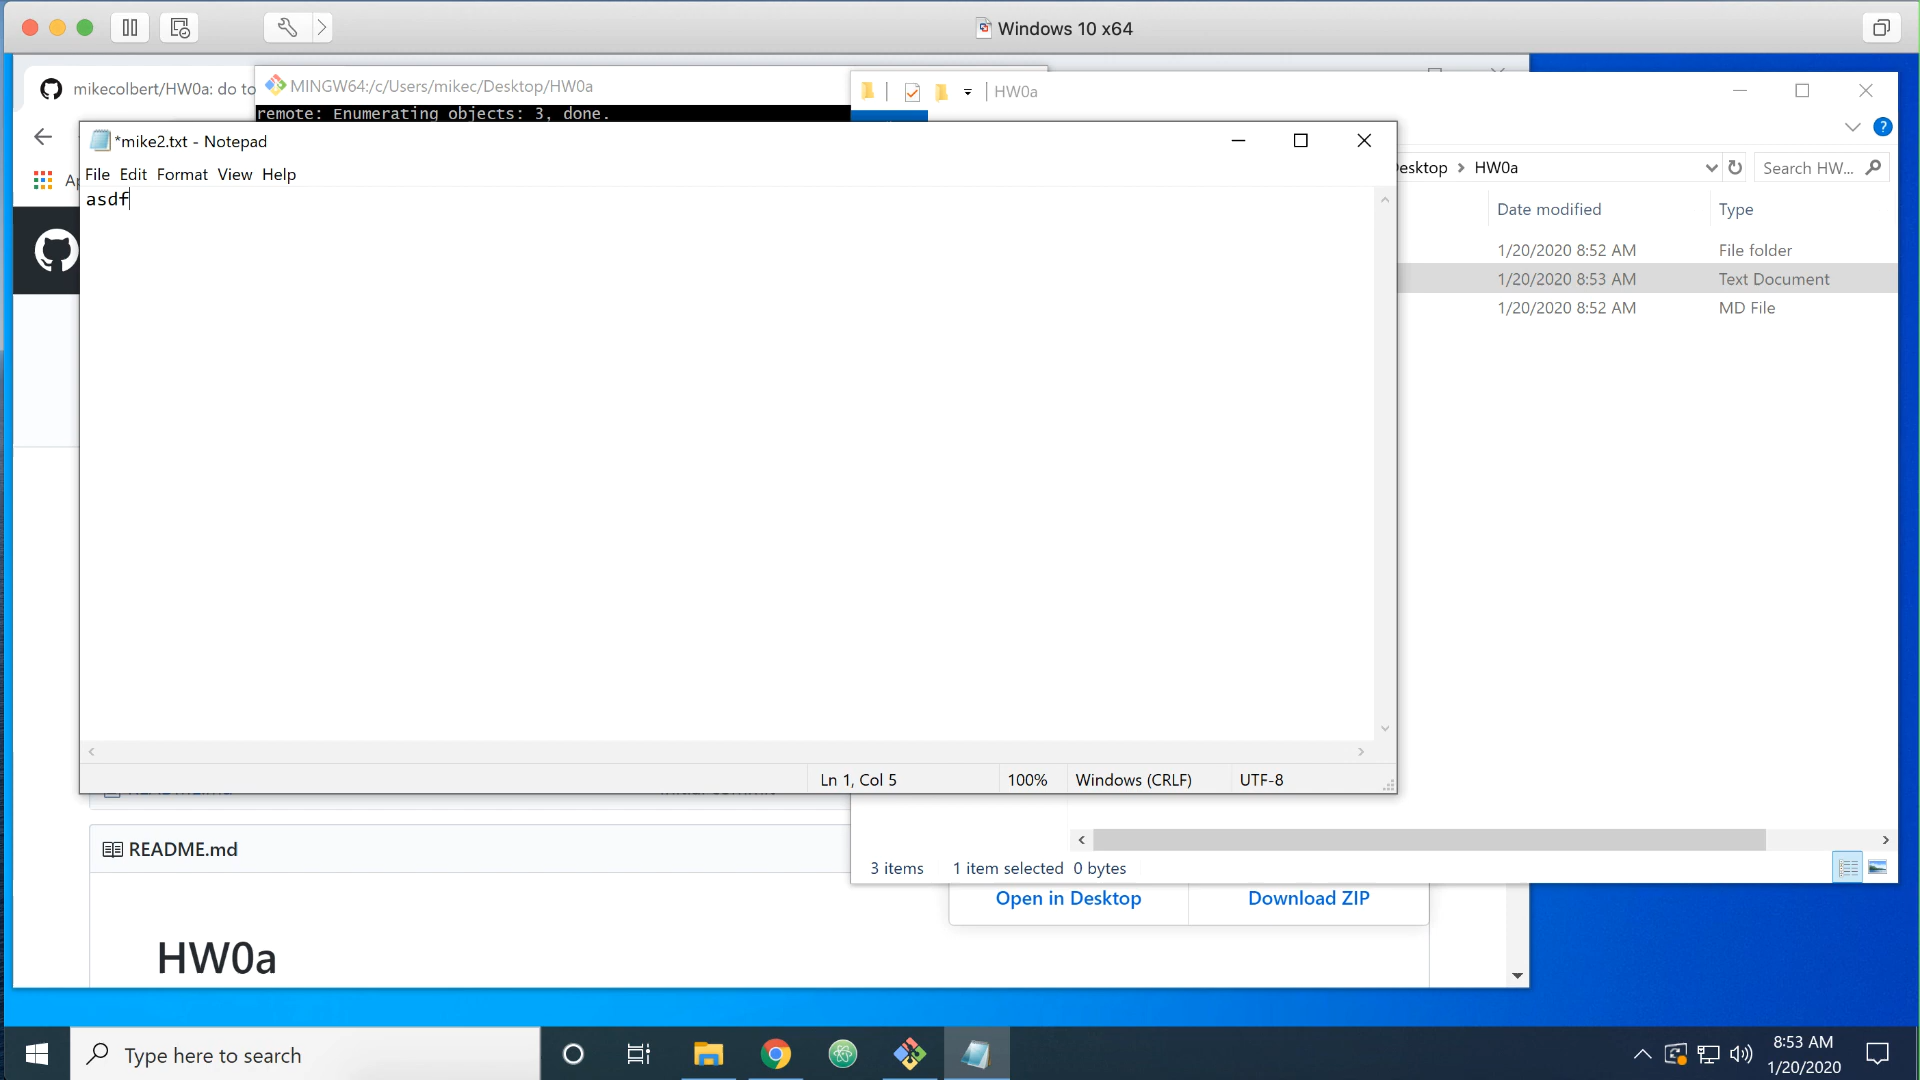 Windows 10 x64
mikecolbert/HW0a: do to
MINGW64:/c/Users/mikec/Desktop/HW0a
HW0a
remote: Enumerating objects: 3, done.
*mike2.txt - Notepad
File Edit Format View Help
asdf
esktop > HW0a
Search HW...
Date modified Type
1/20/2020 8:52 AM File folder
1/20/2020 8:53 AM Text Document
1/20/2020 8:52 AM MD File
Ln 1, Col 5 100% Windows (CRLF) UTF-8
README.md
3 items 1 item selected 0 bytes
Open in Desktop Download ZIP
HW0a
Type here to search
8:53 AM
1/20/2020